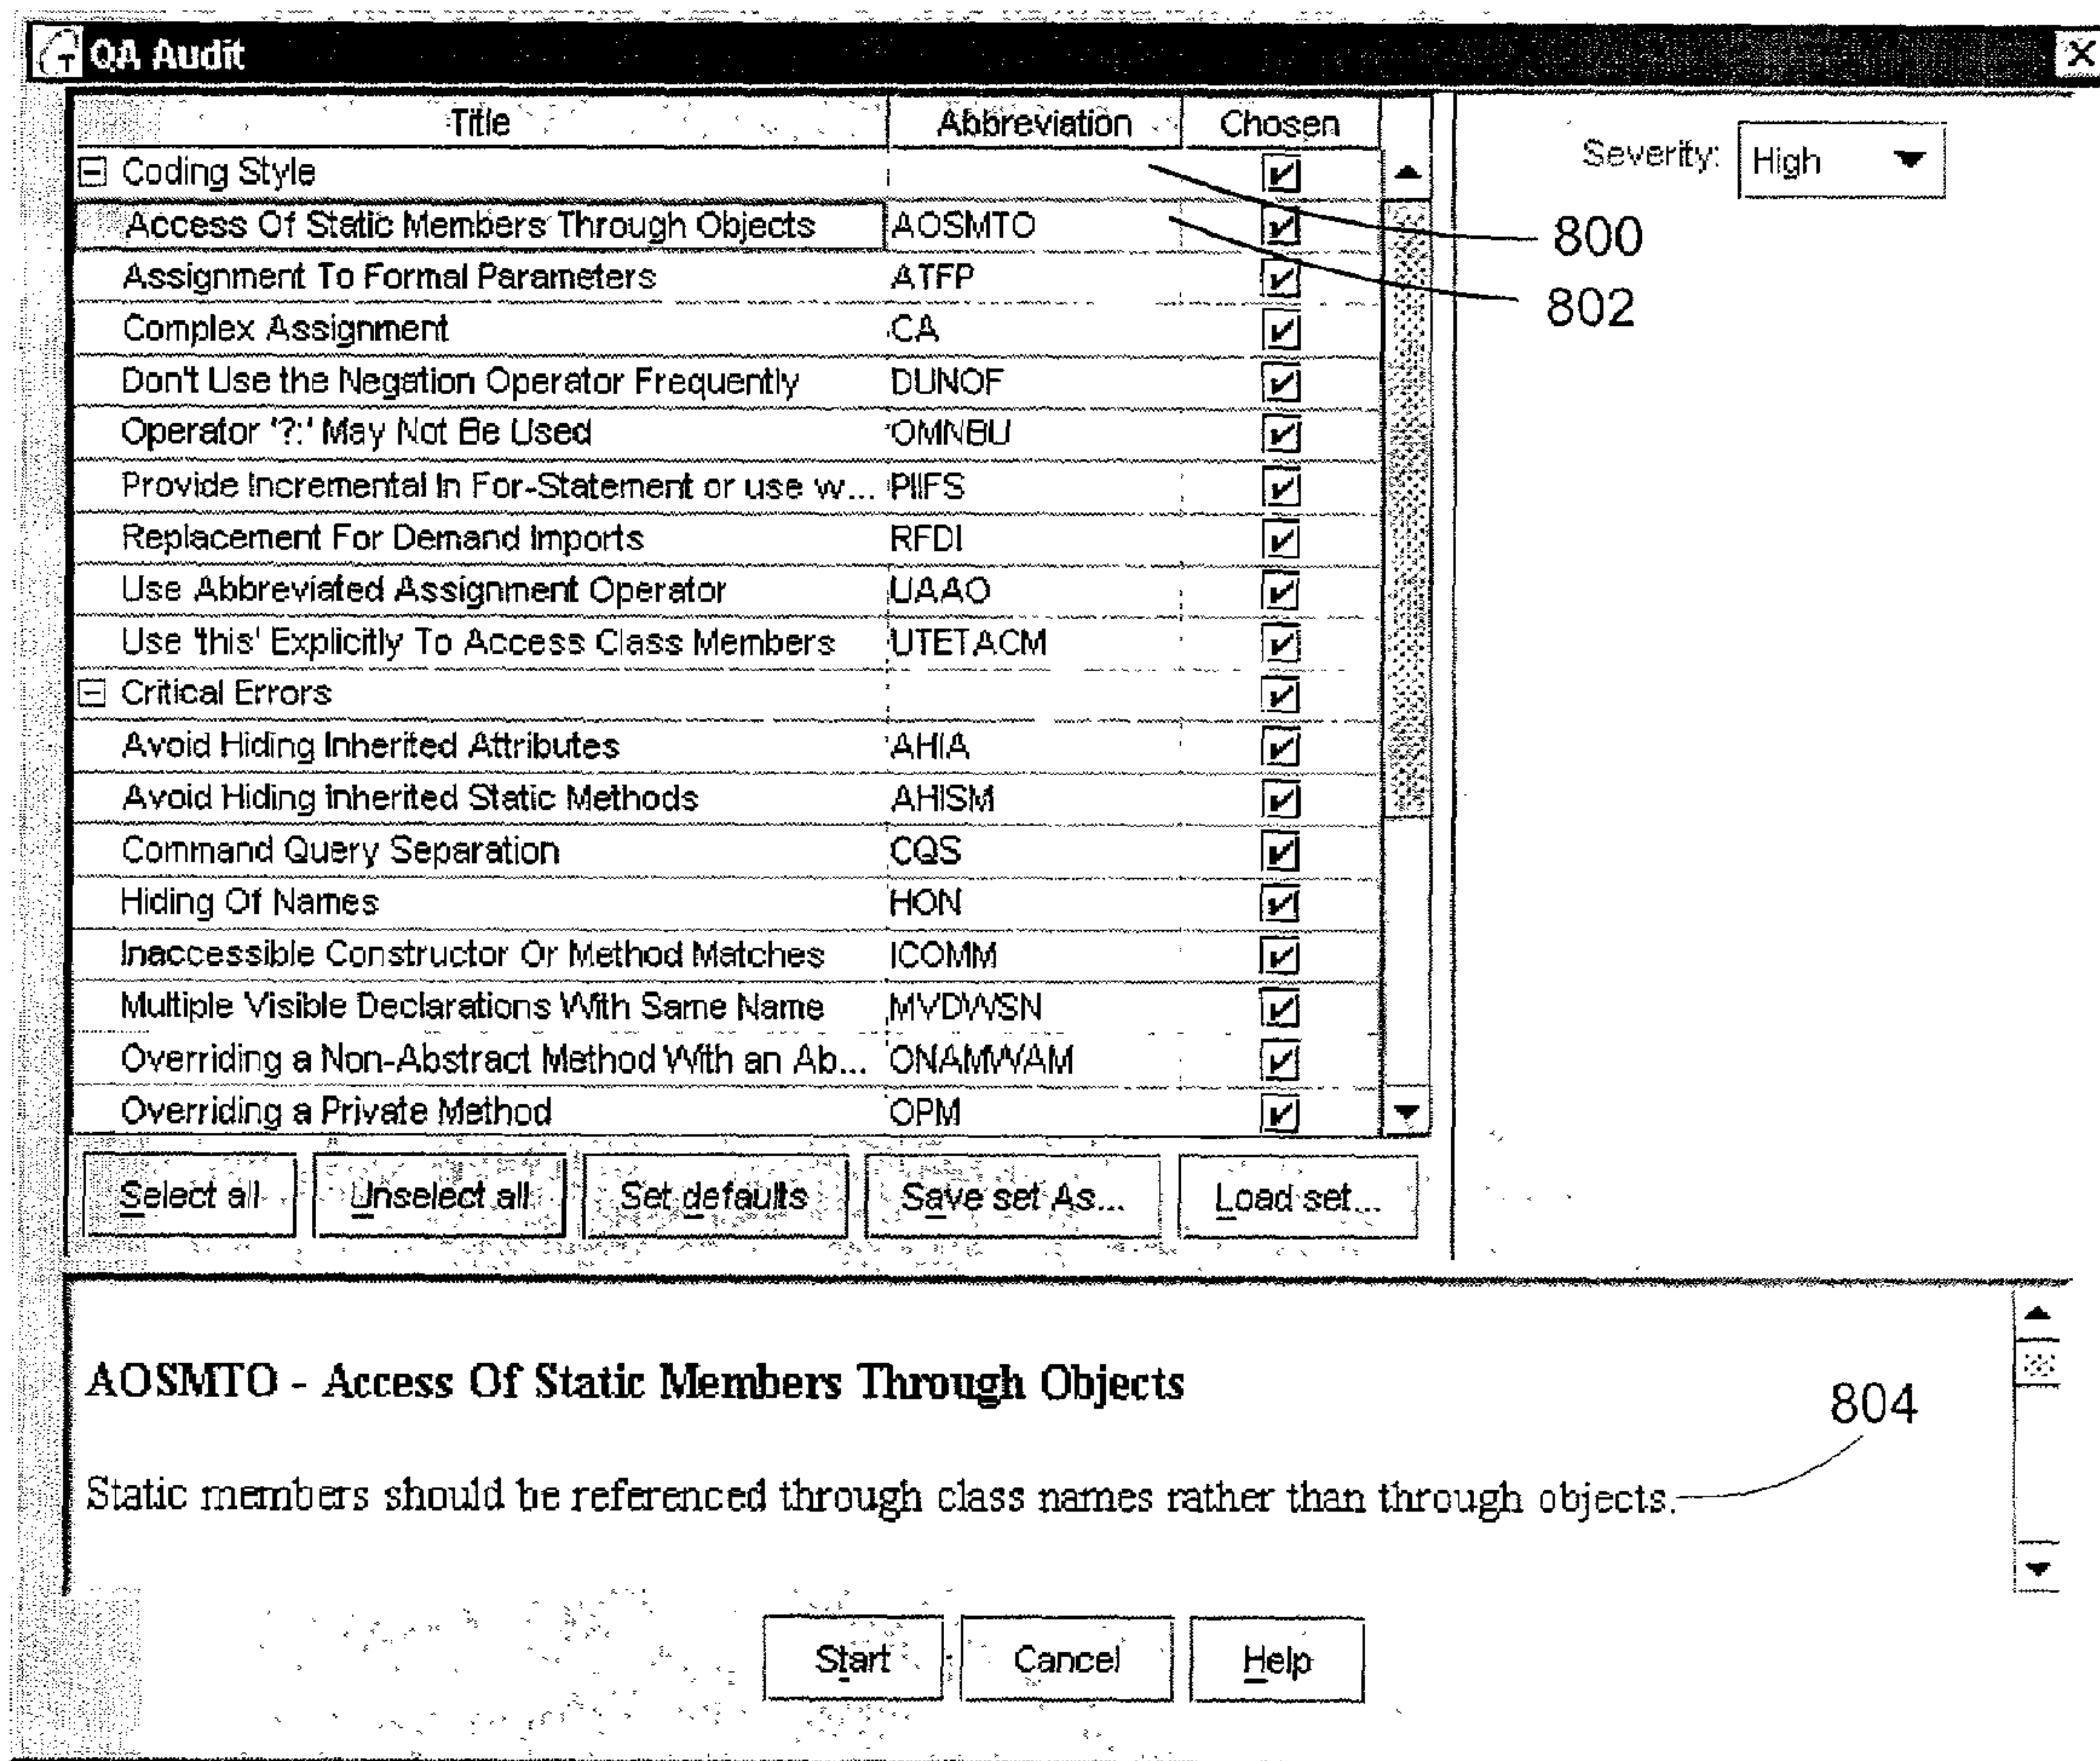 QA Audit
Title Abbreviation Chosen
Severity: High
Coding Style
800
Access Of Static Members Through Objects AOSMTO
802
Assignment To Formal Parameters ATFP
Complex Assignment CA
Don't Use the Negation Operator Frequently DUNOF
Operator '?:' May Not Be Used OMNBU
Provide Incremental In For-Statement or use w... PIIFS
Replacement For Demand Imports RFDI
Use Abbreviated Assignment Operator UAAO
Use 'this' Explicitly To Access Class Members UTETACM
Critical Errors
Avoid Hiding Inherited Attributes AHIA
Avoid Hiding Inherited Static Methods AHISM
Command Query Separation CQS
Hiding Of Names HON
Inaccessible Constructor Or Method Matches ICOMM
Multiple Visible Declarations With Same Name MVDWSN
Overriding a Non-Abstract Method With an Ab... ONAMWAM
Overriding a Private Method OPM
Select all Unselect all Set defaults Save set As... Load set...
AOSMTO - Access Of Static Members Through Objects
804
Static members should be referenced through class names rather than through objects.
Start Cancel Help